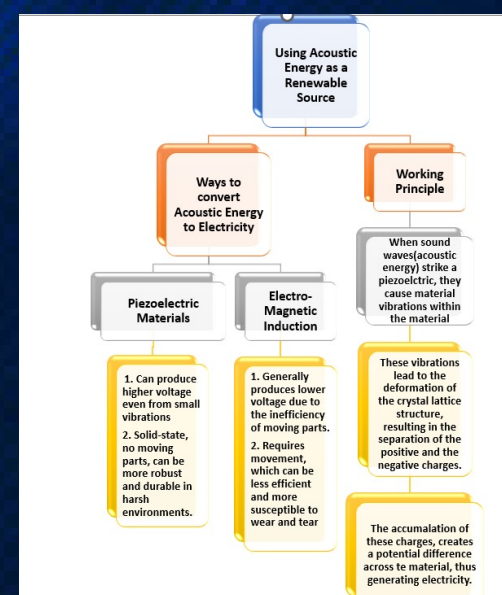 Using Acoustic
Energy as a
Renewable
Source
Ways to
convert
Acoustic Energy
to Electricity
Working
Principle
Piezoelectric
Materials
Electro-
Magnetic
Induction
When sound
waves(acoustic
energy) strike a
piezoelctric, they
cause material
vibrations within
the material
1. Can produce
higher voltage
even from small
vibrations
2. Solid-state,
no moving
parts, can be
more robust
and durable in
harsh
environments.
1. Generally
produces lower
voltage due to
the inefficiency
of moving parts.
2. Requires
movement,
which can be
less efficient
and more
susceptible to
wear and tear
These vibrations
lead to the
deformation of
the crystal lattice
structure,
resulting in the
separation of the
positive and the
negative charges.
The accumalation of
these charges, creates
a potential difference
across te material, thus
generating electricity.